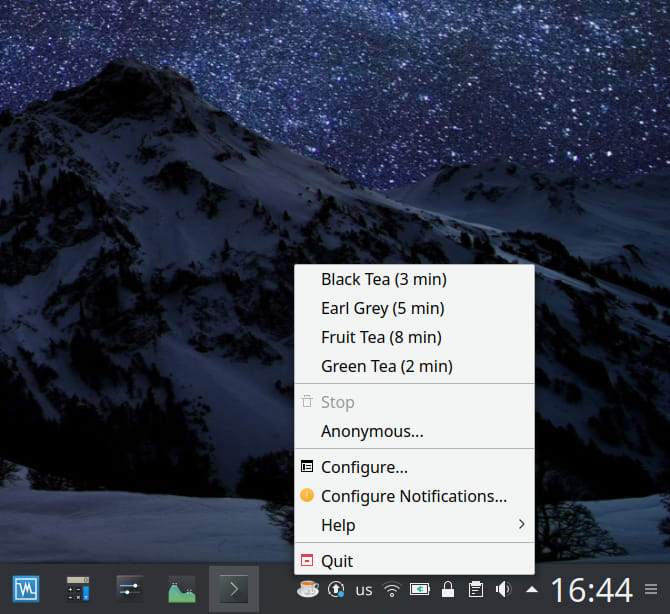 Black Tea (3 min)
Earl Grey (5 min)
Fruit Tea (8 min)
Green Tea (2 min)
Stop
Anonymous...
Configure...
Configure Notifications...
Help
Quit
us
16:44